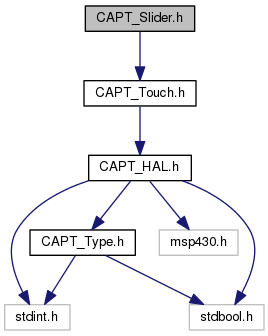 CAPT_Slider.h
CAPT_Touch.h
CAPT_HAL.h
CAPT_Type.h
msp430.h
stdint.h
stdbool.h